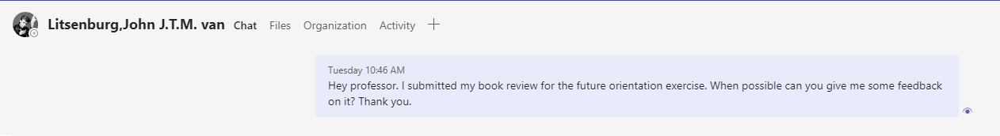 Litsenburg,John J.T.M. van Chat Files Organization Activity
Tuesday 10:46 AM
Hey professor. I submitted my book review for the future orientation exercise. When possible can you give me some feedback
on it? Thank you.